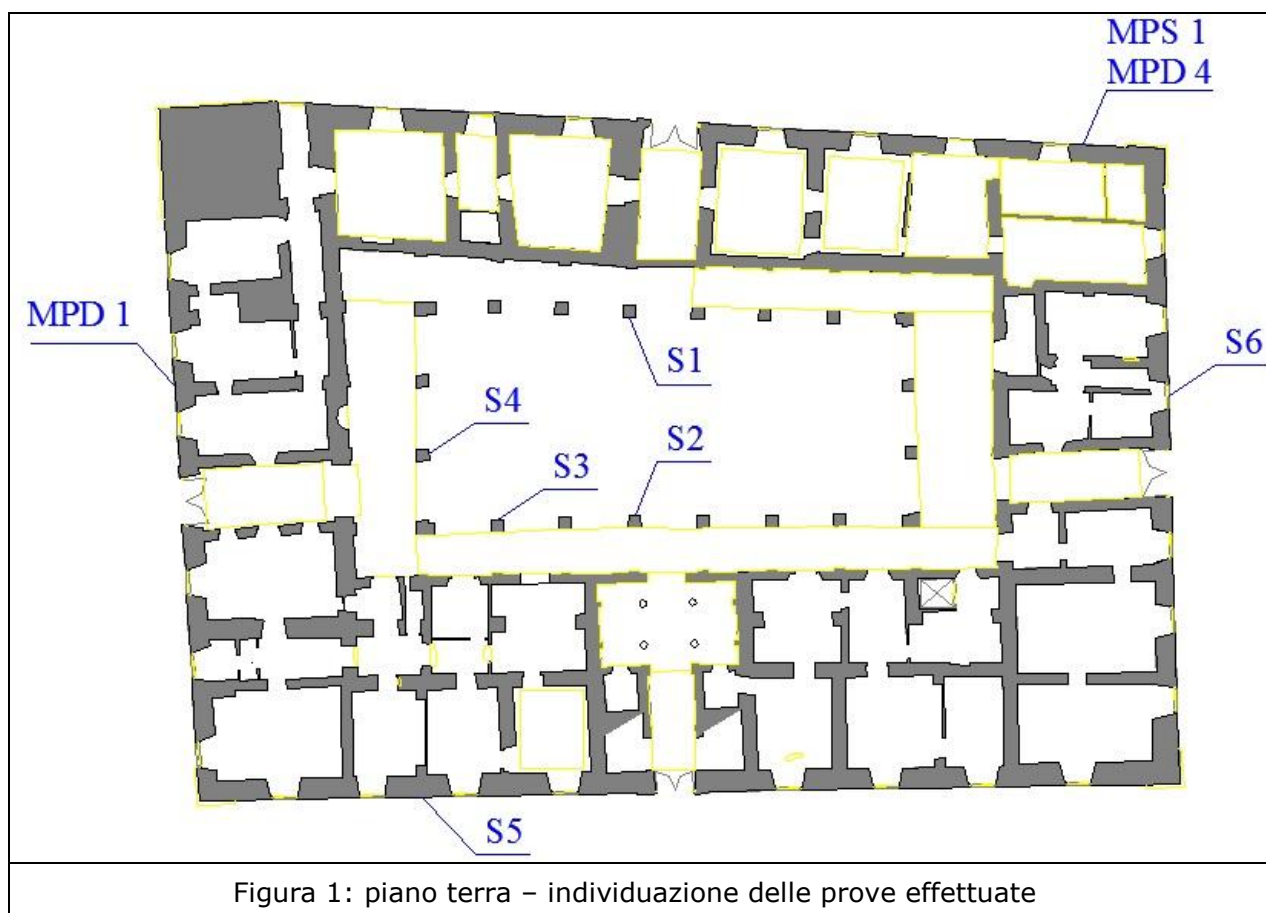 MPS 1
MPD 4
MPD 1
S1
S6
S4
S2
S3
S5
Figura 1: piano terra – individuazione delle prove effettuate